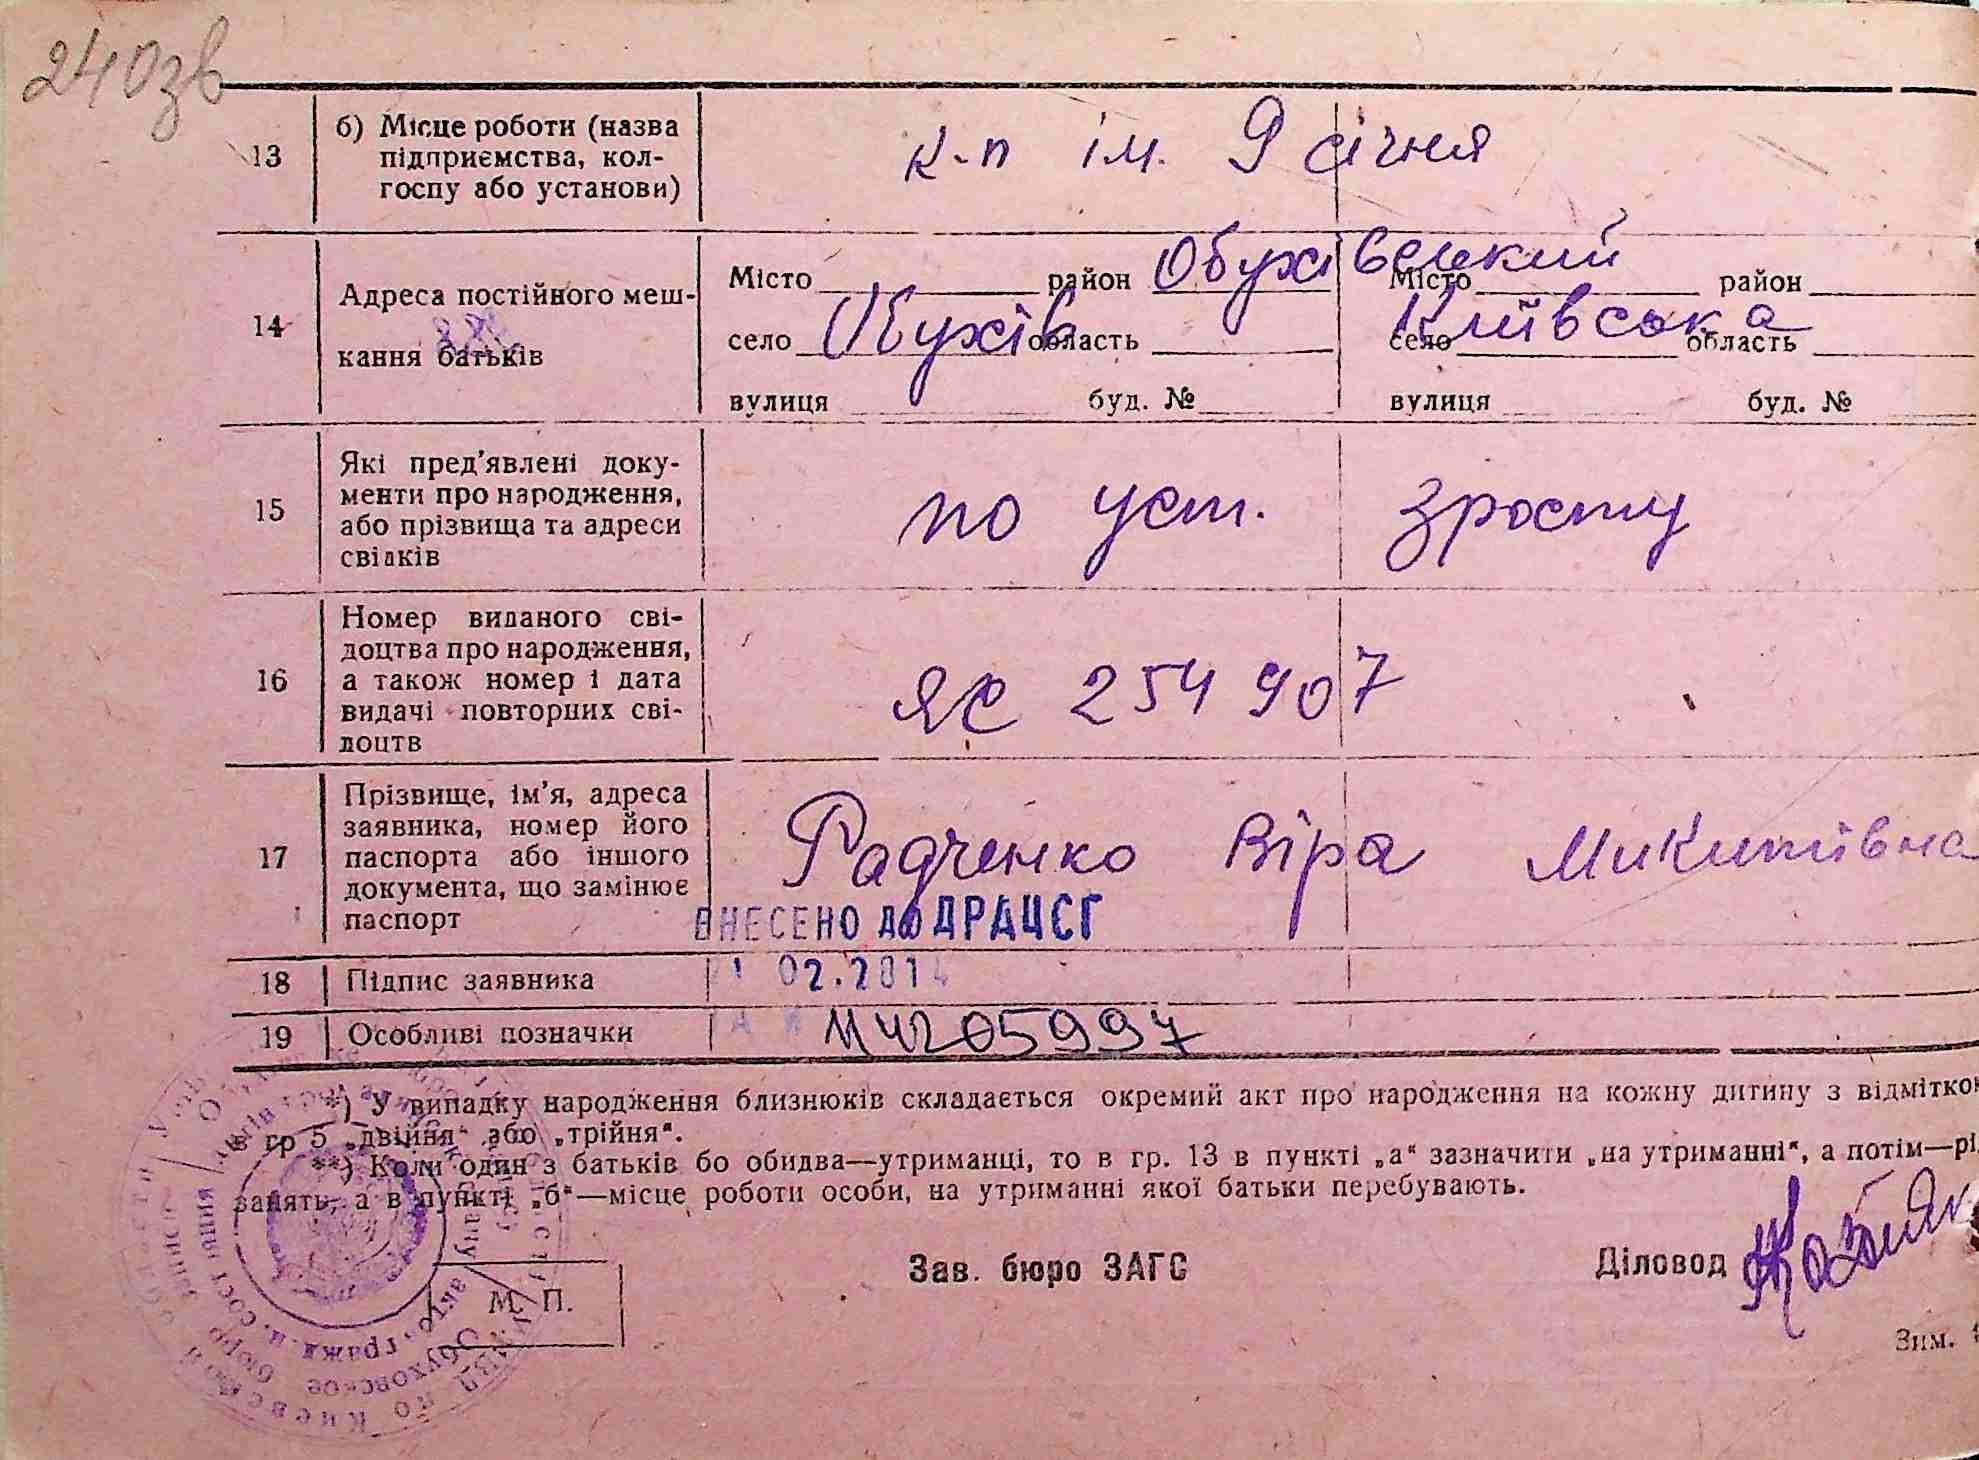 240зв
13
б) Місце роботи (назва
підприємства, кол-
госпу або установи)
к-п ім. 9 січня
14
Адреса постійного меш-
кання батьків
Місто район Обухівський Місто район
село Обухів область Київська село область
вулиця буд. № вулиця буд. №
15
Які пред'явлені доку-
менти про народження,
або прізвища та адреси
свідків
по уст. зросту
16
Номер виданого сві-
доцтва про народження,
а також номер і дата
видачі повторних сві-
доцтв
ЯЄ 254907
17
Прізвище, ім'я, адреса
заявника, номер його
паспорта або іншого
документа, що замінює
паспорт
Радченко Віра Микитівна
ВНЕСЕНО до ДРАЦСГ
18 Підпис заявника
02.2014
19 Особливі позначки
114205997
*) У випадку народження близнюків складається окремий акт про народження на кожну дитину з відмітко
в гр 5 „двійня“ або „трійня“.
**) Коли один з батьків бо обидва—утриманці, то в гр. 13 в пункті „а“ зазначити „на утриманні“, а потім—рі
занять, а в пункті „б“—місце роботи особи, на утриманні якої батьки перебувають.
Зав. бюро ЗАГС
Діловод
М. П.
Зим.